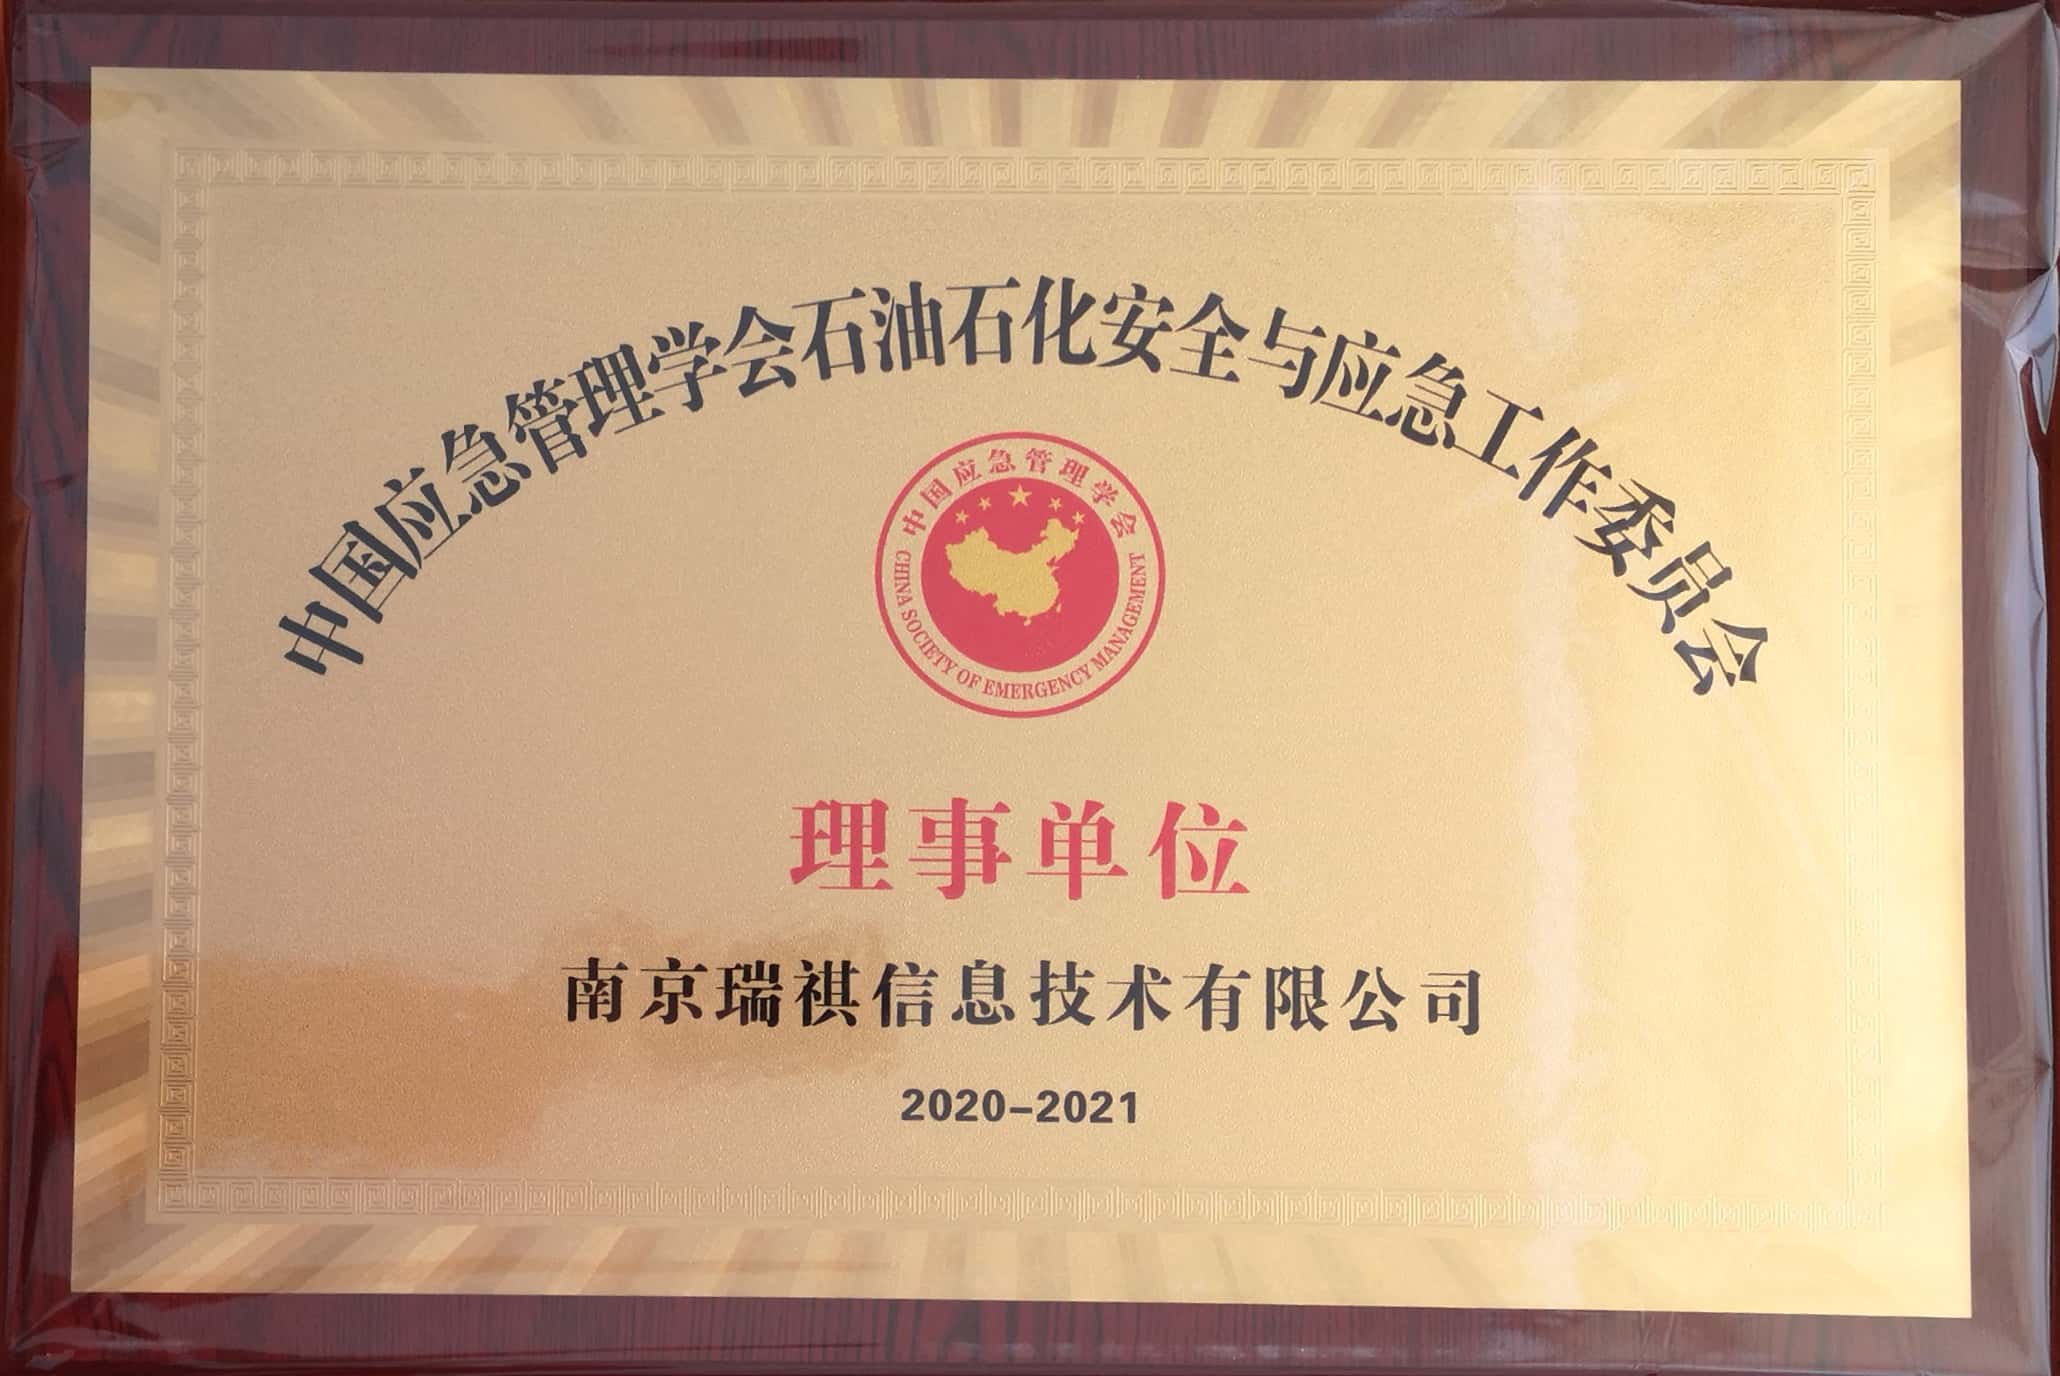 中国应急管理学会石油石化安全与应急工作委员会
中国应急管理学会
CHINA SOCIETY OF EMERGENCY MANAGEMENT
理事单位
南京瑞祺信息技术有限公司
2020-2021